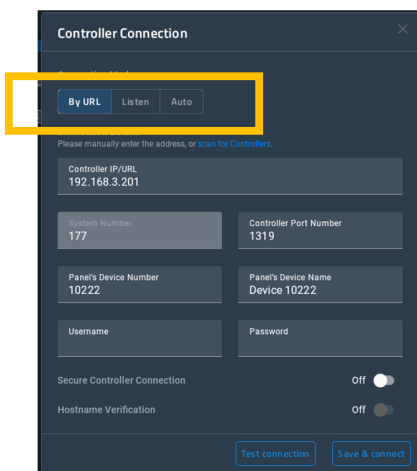 Controller Connection
By URL Listen Auto
Please manually enter the address, or scan for Controllers.
Controller IP/URL
192.168.3.201
System Number Controller Port Number
177 1319
Panel's Device Number Panel's Device Name
10222 Device 10222
Username Password
Secure Controller Connection Off
Hostname Verification Off
Test connection Save & connect